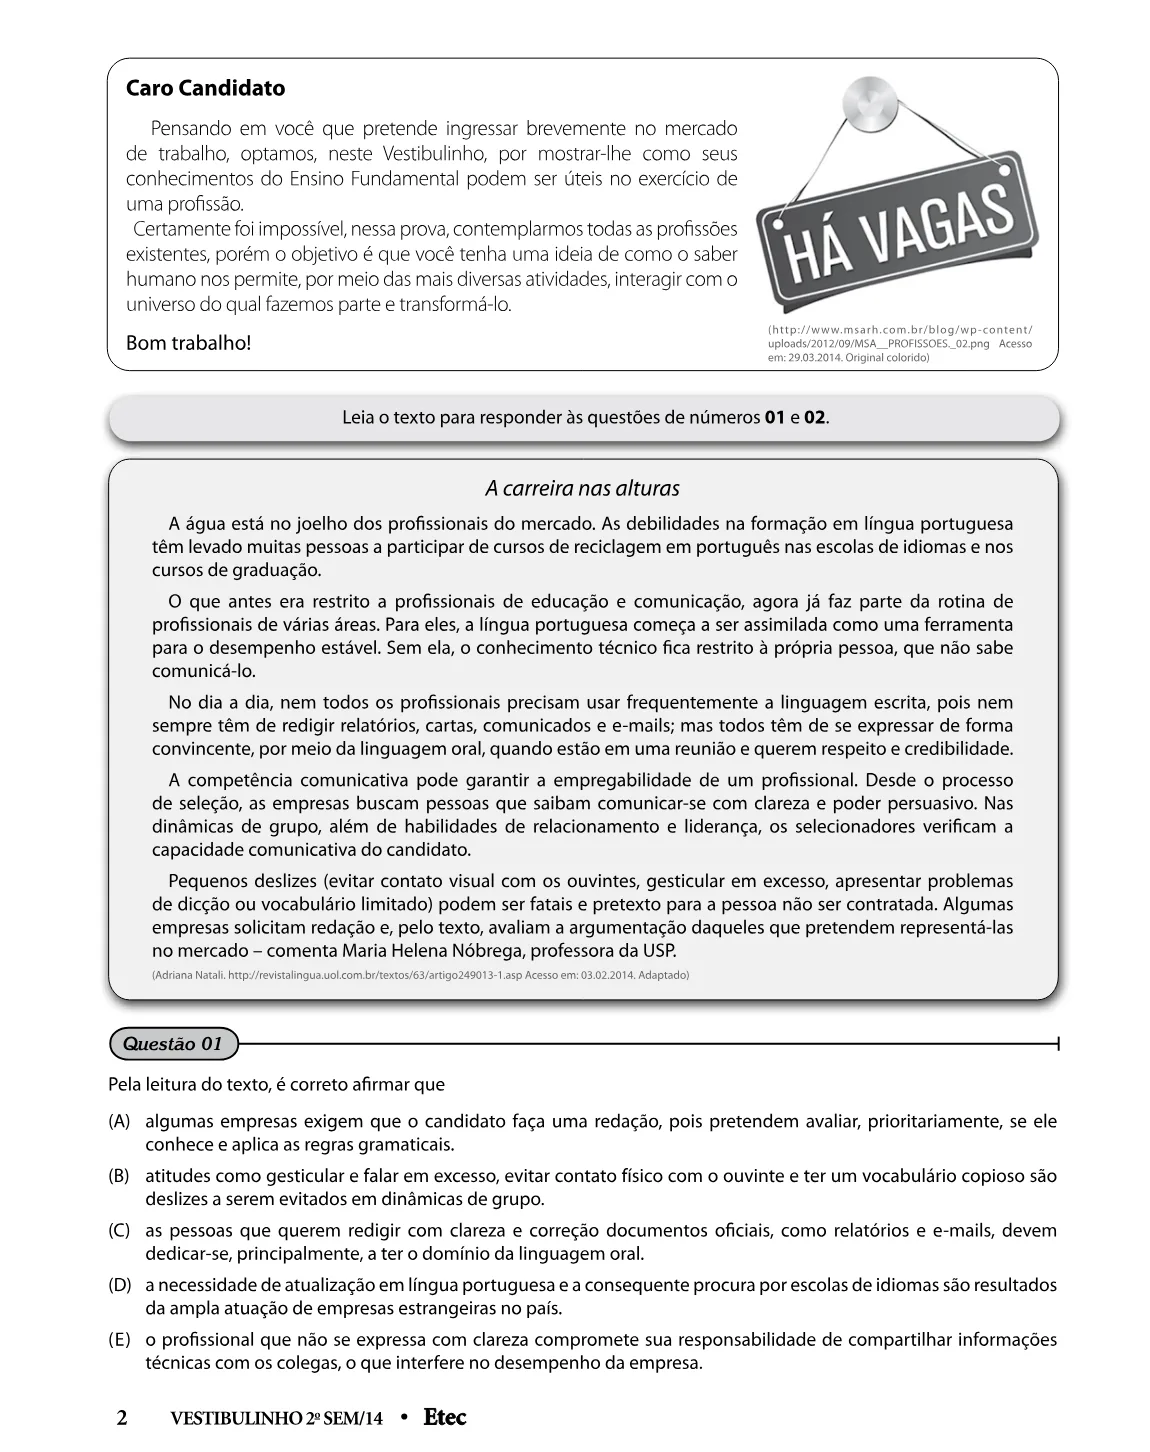 Caro Candidato
Pensando em você que pretende ingressar brevemente no mercado
de trabalho, optamos, neste Vestibulinho, por mostrar-lhe como seus
conhecimentos do Ensino Fundamental podem ser úteis no exercício de
uma profissão.
Certamente foi impossível, nessa prova, contemplarmos todas as profissões
existentes, porém o objetivo é que você tenha uma ideia de como o saber
humano nos permite, por meio das mais diversas atividades, interagir com o
universo do qual fazemos parte e transformá-lo.
Bom trabalho!
HÁ VAGAS
(http://www.msarh.com.br/blog/wp-content/
uploads/2012/09/MSA__PROFISSOES._02.png Acesso
em: 29.03.2014. Original colorido)
Leia o texto para responder às questões de números 01 e 02.
A carreira nas alturas
A água está no joelho dos profissionais do mercado. As debilidades na formação em língua portuguesa
têm levado muitas pessoas a participar de cursos de reciclagem em português nas escolas de idiomas e nos
cursos de graduação.
O que antes era restrito a profissionais de educação e comunicação, agora já faz parte da rotina de
profissionais de várias áreas. Para eles, a língua portuguesa começa a ser assimilada como uma ferramenta
para o desempenho estável. Sem ela, o conhecimento técnico fica restrito à própria pessoa, que não sabe
comunicá-lo.
No dia a dia, nem todos os profissionais precisam usar frequentemente a linguagem escrita, pois nem
sempre têm de redigir relatórios, cartas, comunicados e e-mails; mas todos têm de se expressar de forma
convincente, por meio da linguagem oral, quando estão em uma reunião e querem respeito e credibilidade.
A competência comunicativa pode garantir a empregabilidade de um profissional. Desde o processo
de seleção, as empresas buscam pessoas que saibam comunicar-se com clareza e poder persuasivo. Nas
dinâmicas de grupo, além de habilidades de relacionamento e liderança, os selecionadores verificam a
capacidade comunicativa do candidato.
Pequenos deslizes (evitar contato visual com os ouvintes, gesticular em excesso, apresentar problemas
de dicção ou vocabulário limitado) podem ser fatais e pretexto para a pessoa não ser contratada. Algumas
empresas solicitam redação e, pelo texto, avaliam a argumentação daqueles que pretendem representá-las
no mercado – comenta Maria Helena Nóbrega, professora da USP.
(Adriana Natali. http://revistalingua.uol.com.br/textos/63/artigo249013-1.asp Acesso em: 03.02.2014. Adaptado)
Questão 01
Pela leitura do texto, é correto afirmar que
(A) algumas empresas exigem que o candidato faça uma redação, pois pretendem avaliar, prioritariamente, se ele
conhece e aplica as regras gramaticais.
(B) atitudes como gesticular e falar em excesso, evitar contato físico com o ouvinte e ter um vocabulário copioso são
deslizes a serem evitados em dinâmicas de grupo.
(C) as pessoas que querem redigir com clareza e correção documentos oficiais, como relatórios e e-mails, devem
dedicar-se, principalmente, a ter o domínio da linguagem oral.
(D) a necessidade de atualização em língua portuguesa e a consequente procura por escolas de idiomas são resultados
da ampla atuação de empresas estrangeiras no país.
(E) o profissional que não se expressa com clareza compromete sua responsabilidade de compartilhar informações
técnicas com os colegas, o que interfere no desempenho da empresa.
2 VESTIBULINHO 2º SEM/14 • Etec